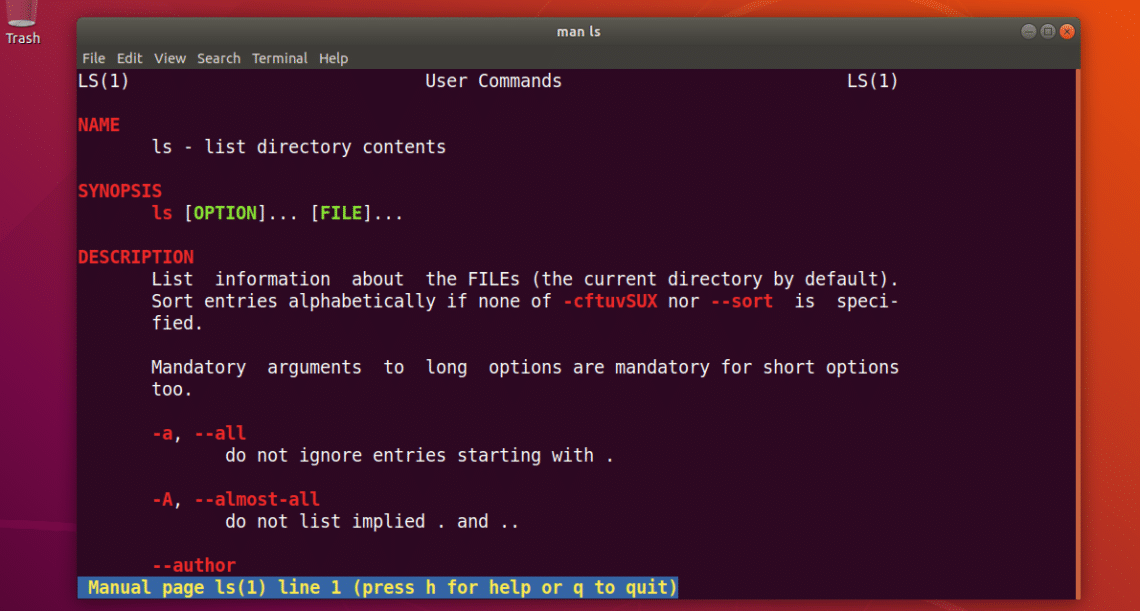 Trash
man ls
File Edit View Search Terminal Help
LS(1) User Commands LS(1)
NAME
ls - list directory contents
SYNOPSIS
ls [OPTION]... [FILE]...
DESCRIPTION
List information about the FILEs (the current directory by default).
Sort entries alphabetically if none of -cftuvSUX nor --sort is speci-
fied.
Mandatory arguments to long options are mandatory for short options
too.
-a, --all
do not ignore entries starting with .
-A, --almost-all
do not list implied . and ..
--author
Manual page ls(1) line 1 (press h for help or q to quit)